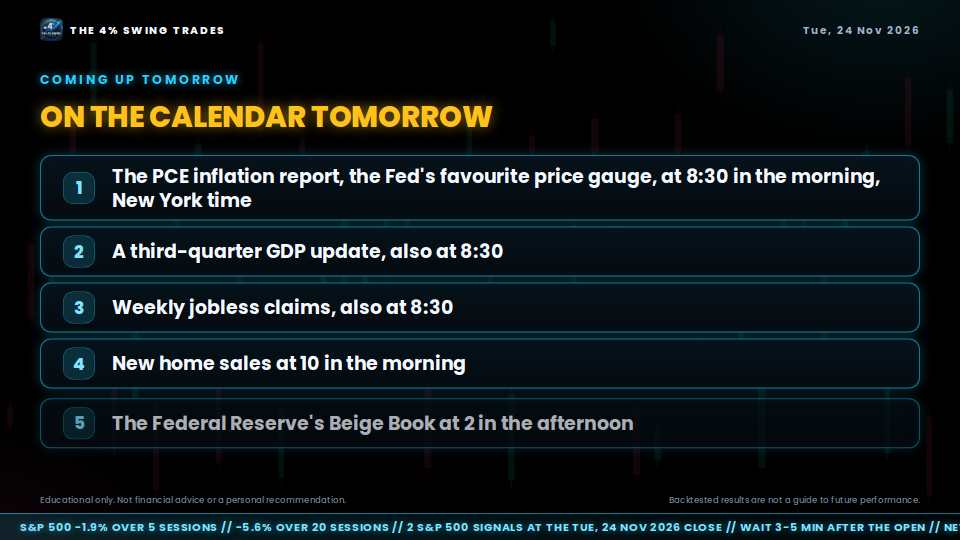 THE 4% SWING TRADES
Tue, 24 Nov 2026
COMING UP TOMORROW
ON THE CALENDAR TOMORROW
1
The PCE inflation report, the Fed's favourite price gauge, at 8:30 in the morning,
New York time
2
A third-quarter GDP update, also at 8:30
3
Weekly jobless claims, also at 8:30
4
New home sales at 10 in the morning
5
The Federal Reserve's Beige Book at 2 in the afternoon
Educational only. Not financial advice or a personal recommendation.
Backtested results are not a guide to future performance.
S&P 500 -1.9% OVER 5 SESSIONS // -5.6% OVER 20 SESSIONS // 2 S&P 500 SIGNALS AT THE TUE, 24 NOV 2026 CLOSE // WAIT 3-5 MIN AFTER THE OPEN //